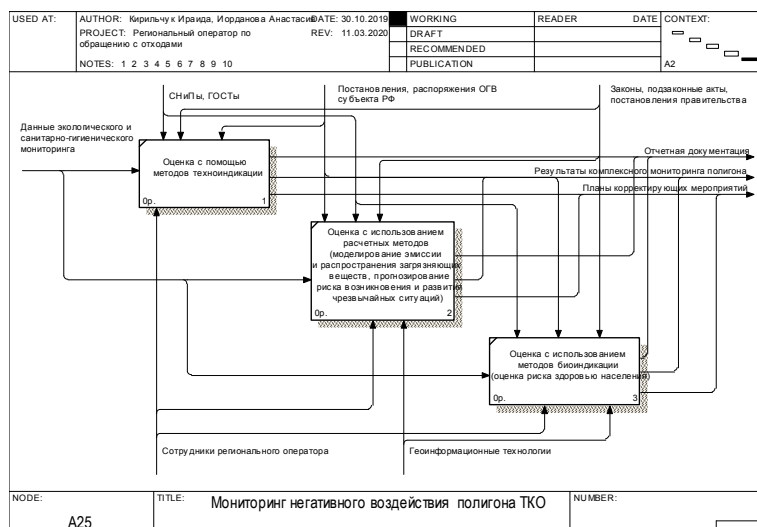 USED AT:
AUTHOR: Кирильчук Ираида, Иорданова Анастасия
DATE: 30.10.2019
PROJECT: Региональный оператор по
обращению с отходами
REV: 11.03.2020
NOTES: 1 2 3 4 5 6 7 8 9 10
WORKING
DRAFT
RECOMMENDED
PUBLICATION
READER
DATE
CONTEXT:
A2
СНиПы, ГОСТы
Постановления, распоряжения ОГВ
субъекта РФ
Законы, подзаконые акты,
постановления правительства
Данные экологического и
санитарно-гигиенического
мониторинга
Оценка с помощью
методов техноиндикации
0р.
1
Отчетная документация
Результаты комплексного мониторинга полигона
Планы корректирующих мероприятий
Оценка с использованием
расчетных методов
(моделирование эмиссии
и распространения загрязняющих
веществ, прогнозирование
риска возникновения и развития
чрезвычайных ситуаций)
0р.
2
Оценка с использованием
методов биоиндикации
(оценка риска здоровью населения)
0р.
3
Сотрудники регионального оператора
Геоинформационные технологии
NODE:
A25
TITLE:
Мониторинг негативного воздействия полигона ТКО
NUMBER: